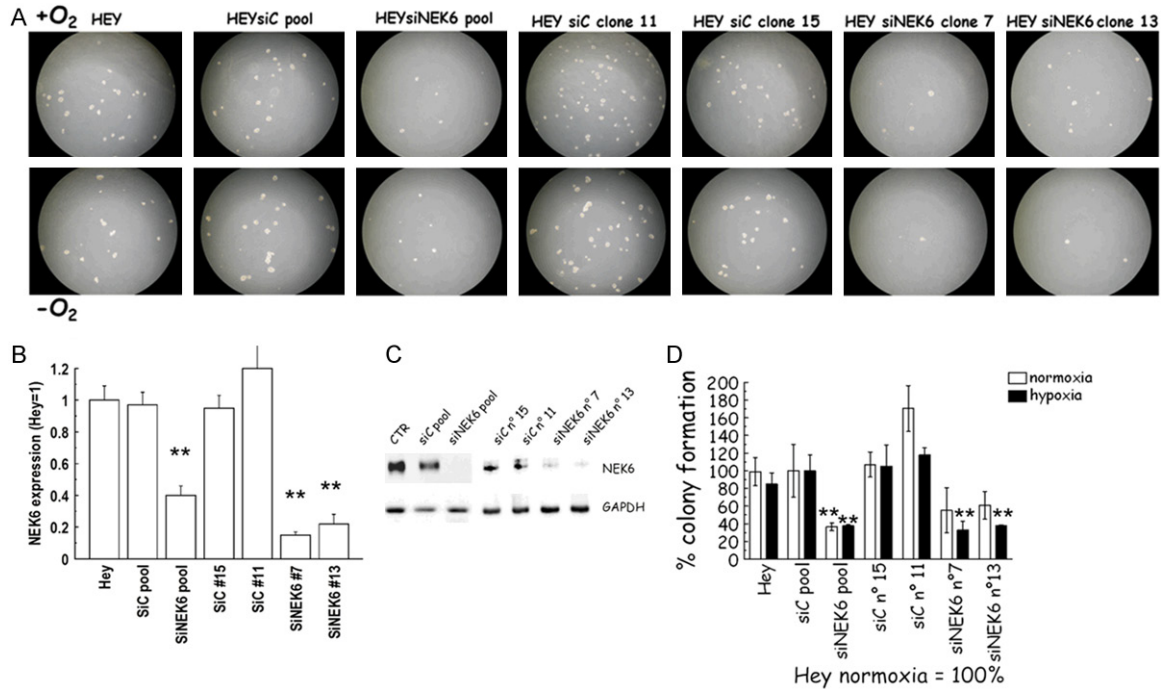 A
+O2 HEY HEYsiC pool HEYsiNEK6 pool HEY siC clone 11 HEY siC clone 15 HEY siNEK6 clone 7 HEY siNEK6 clone 13
-O2
B
NEK6 expression (Hey=1)
1.2
1
0.8
0.6
0.4
0.2
0
**
**
**
Hey
SiC pool
SiNEK6 pool
SiC #15
SiC #11
SiNEK6 #7
SiNEK6 #13
C
CTR
siC pool
siNEK6 pool
siC n° 15
siC n° 11
siNEK6 n° 7
siNEK6 n° 13
NEK6
GAPDH
D
normoxia
hypoxia
% colony formation
200
180
160
140
120
100
80
60
40
20
0
**
**
**
**
Hey
siC pool
siNEK6 pool
siC n° 15
siC n° 11
siNEK6 n°7
siNEK6 n°13
Hey normoxia = 100%